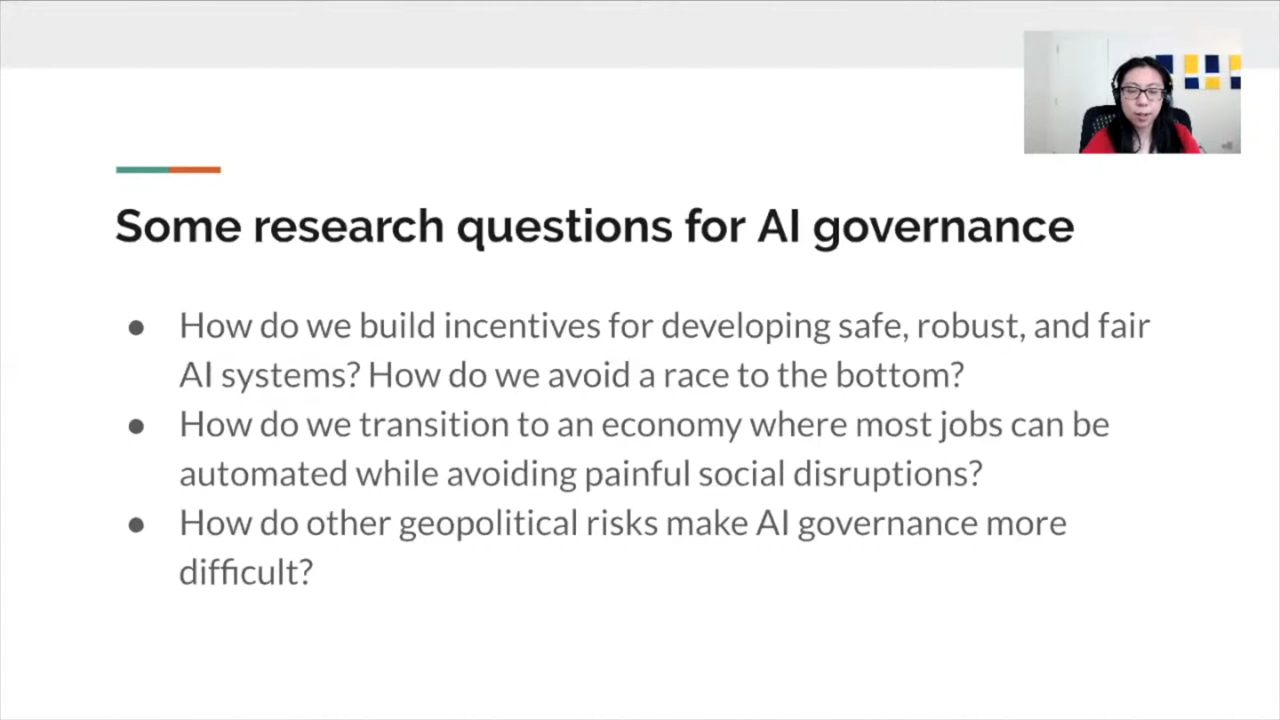 Some research questions for AI governance
● How do we build incentives for developing safe, robust, and fair
AI systems? How do we avoid a race to the bottom?
● How do we transition to an economy where most jobs can be
automated while avoiding painful social disruptions?
● How do other geopolitical risks make AI governance more
difficult?